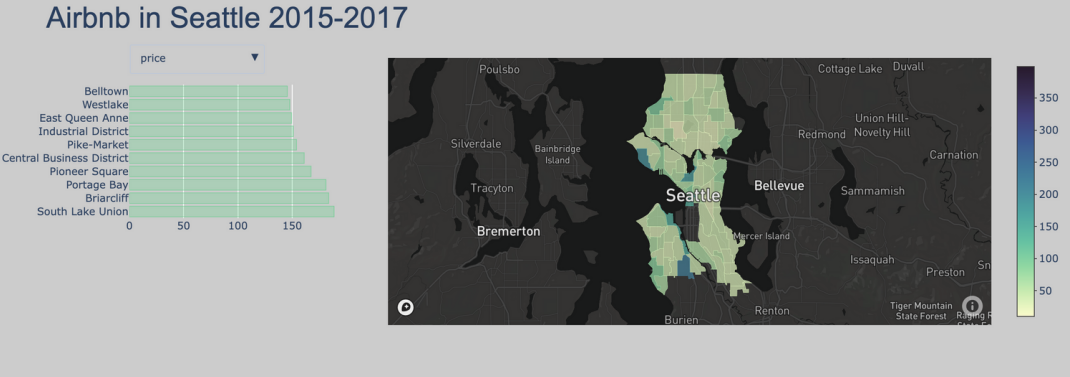 Airbnb in Seattle 2015-2017
price
Belltown
Westlake
East Queen Anne
Industrial District
Pike-Market
Central Business District
Pioneer Square
Portage Bay
Briarcliff
South Lake Union
0 50 100 150
Poulsbo
Cottage Lake
Duvall
Union Hill-
Novelty Hill
Redmond
Silverdale
Bainbridge
Island
Carnation
Tracyton
Seattle
Bellevue
Sammamish
Bremerton
Mercer Island
Issaquah
Preston
Sn
Tiger Mountain
State Forest
Raging R
State Fo
Renton
Burien
350
300
250
200
150
100
50